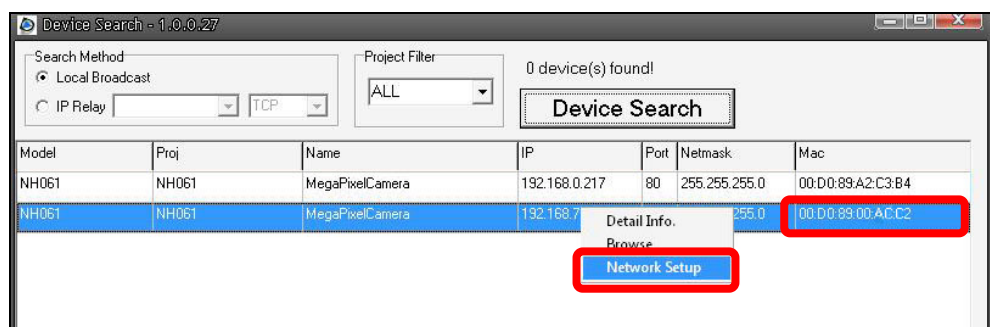 Device Search - 1.0.0.27
Search Method
Local Broadcast
IP Relay TCP
Project Filter
ALL
0 device(s) found!
Device Search
Model Proj Name IP Port Netmask Mac
NH061 NH061 MegaPixelCamera 192.168.0.217 80 255.255.255.0 00:D0:89:A2:C3:B4
NH061 NH061 MegaPixelCamera 192.168.7 255.0 00:D0:89:00:AC:C2
Detail Info.
Browse
Network Setup